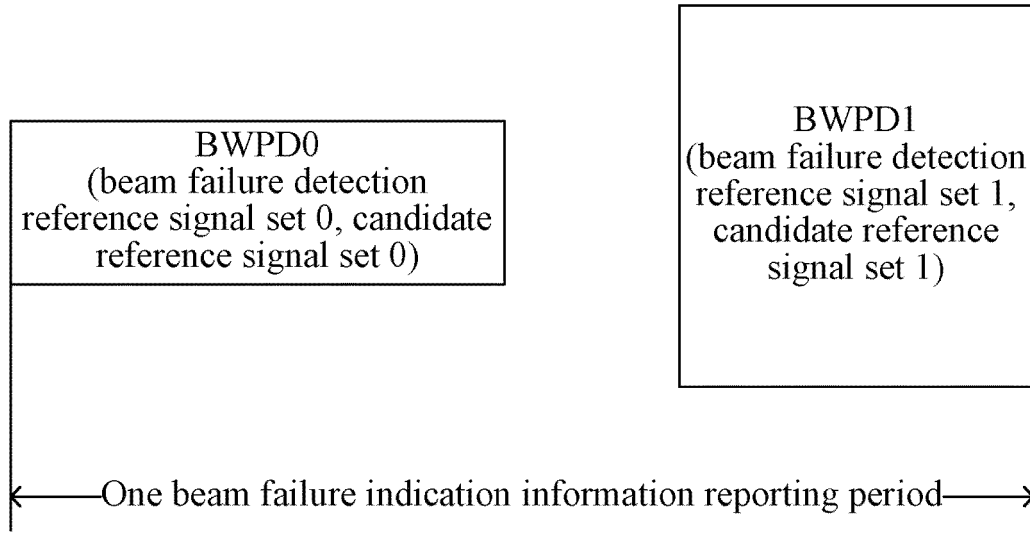 BWPD0
(beam failure detection
reference signal set 0, candidate
reference signal set 0)
BWPD1
(beam failure detection
reference signal set 1,
candidate reference
signal set 1)
One beam failure indication information reporting period